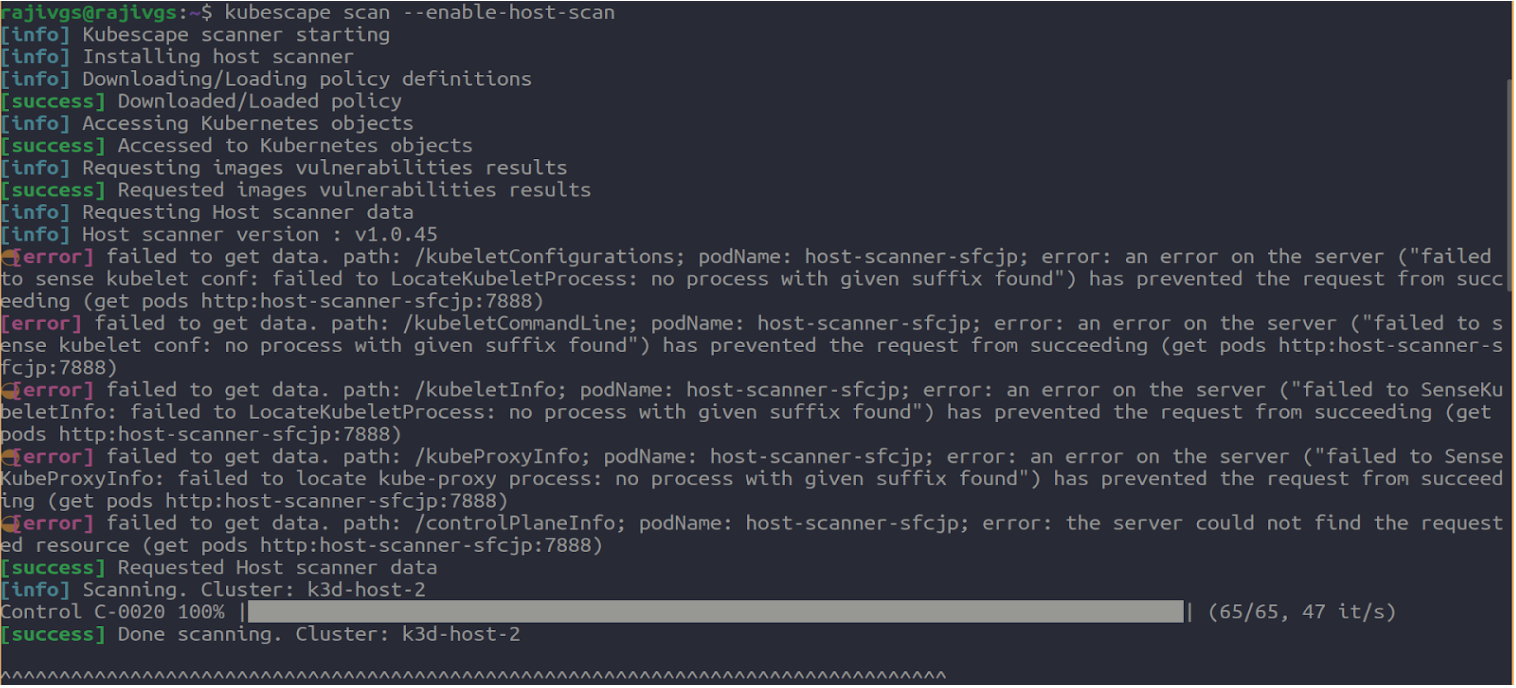 rajivgs@rajivgs:~$ kubescape scan --enable-host-scan
[info] Kubescape scanner starting
[info] Installing host scanner
[info] Downloading/Loading policy definitions
[success] Downloaded/Loaded policy
[info] Accessing Kubernetes objects
[success] Accessed to Kubernetes objects
[info] Requesting images vulnerabilities results
[success] Requested images vulnerabilities results
[info] Requesting Host scanner data
[info] Host scanner version : v1.0.45
[error] failed to get data. path: /kubeletConfigurations; podName: host-scanner-sfcjp; error: an error on the server ("failed
to sense kubelet conf: failed to LocateKubeletProcess: no process with given suffix found") has prevented the request from succ
eeding (get pods http:host-scanner-sfcjp:7888)
[error] failed to get data. path: /kubeletCommandLine; podName: host-scanner-sfcjp; error: an error on the server ("failed to s
ense kubelet conf: no process with given suffix found") has prevented the request from succeeding (get pods http:host-scanner-s
fcjp:7888)
[error] failed to get data. path: /kubeletInfo; podName: host-scanner-sfcjp; error: an error on the server ("failed to SenseKu
beletInfo: failed to LocateKubeletProcess: no process with given suffix found") has prevented the request from succeeding (get
pods http:host-scanner-sfcjp:7888)
[error] failed to get data. path: /kubeProxyInfo; podName: host-scanner-sfcjp; error: an error on the server ("failed to Sense
KubeProxyInfo: failed to locate kube-proxy process: no process with given suffix found") has prevented the request from succeed
ing (get pods http:host-scanner-sfcjp:7888)
[error] failed to get data. path: /controlPlaneInfo; podName: host-scanner-sfcjp; error: the server could not find the request
ed resource (get pods http:host-scanner-sfcjp:7888)
[success] Requested Host scanner data
[info] Scanning. Cluster: k3d-host-2
Control C-0020 100% | | (65/65, 47 it/s)
[success] Done scanning. Cluster: k3d-host-2
^^^^^^^^^^^^^^^^^^^^^^^^^^^^^^^^^^^^^^^^^^^^^^^^^^^^^^^^^^^^^^^^^^^^^^^^^^^^^^^^